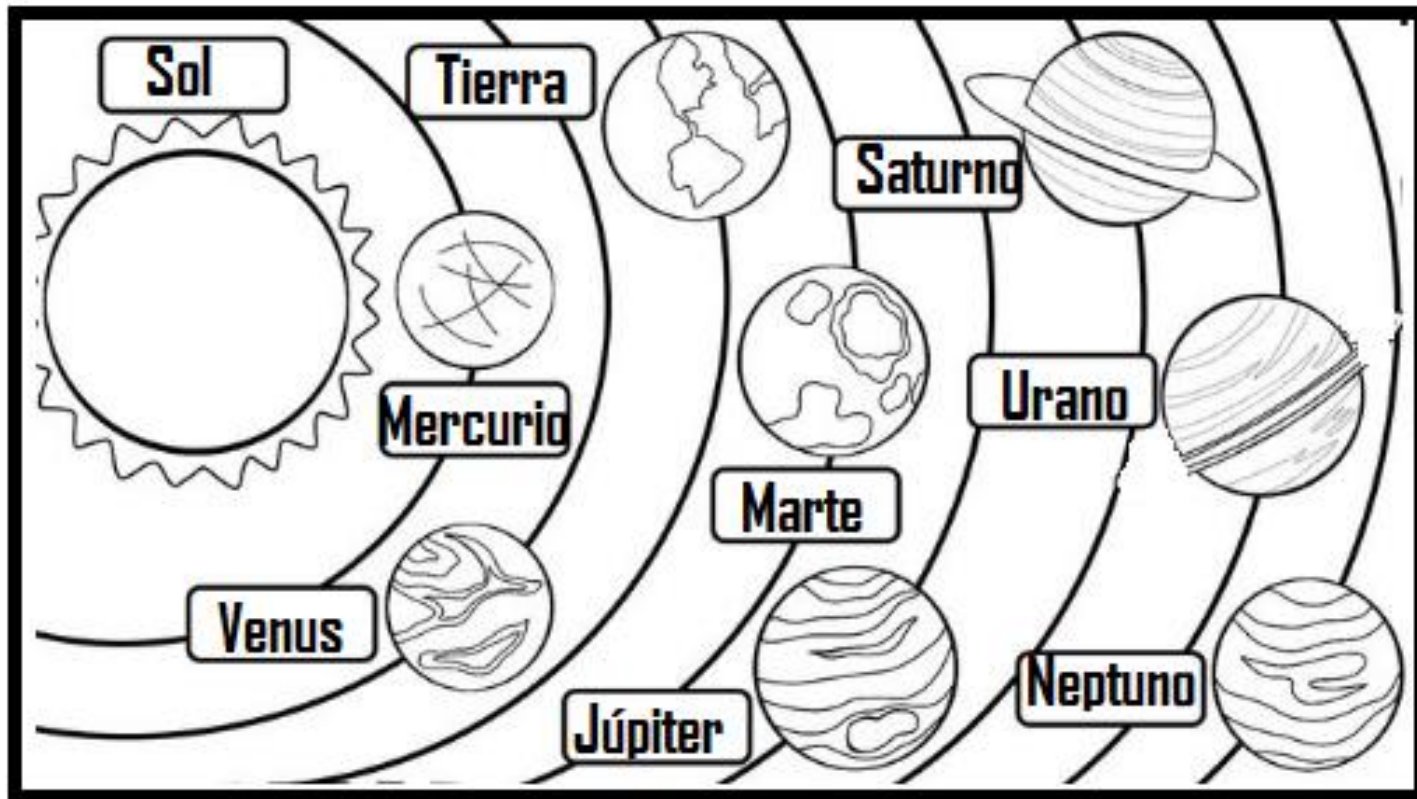 Sol
Tierra
Saturno
Mercurio
Urano
Marte
Venus
Neptuno
Júpiter